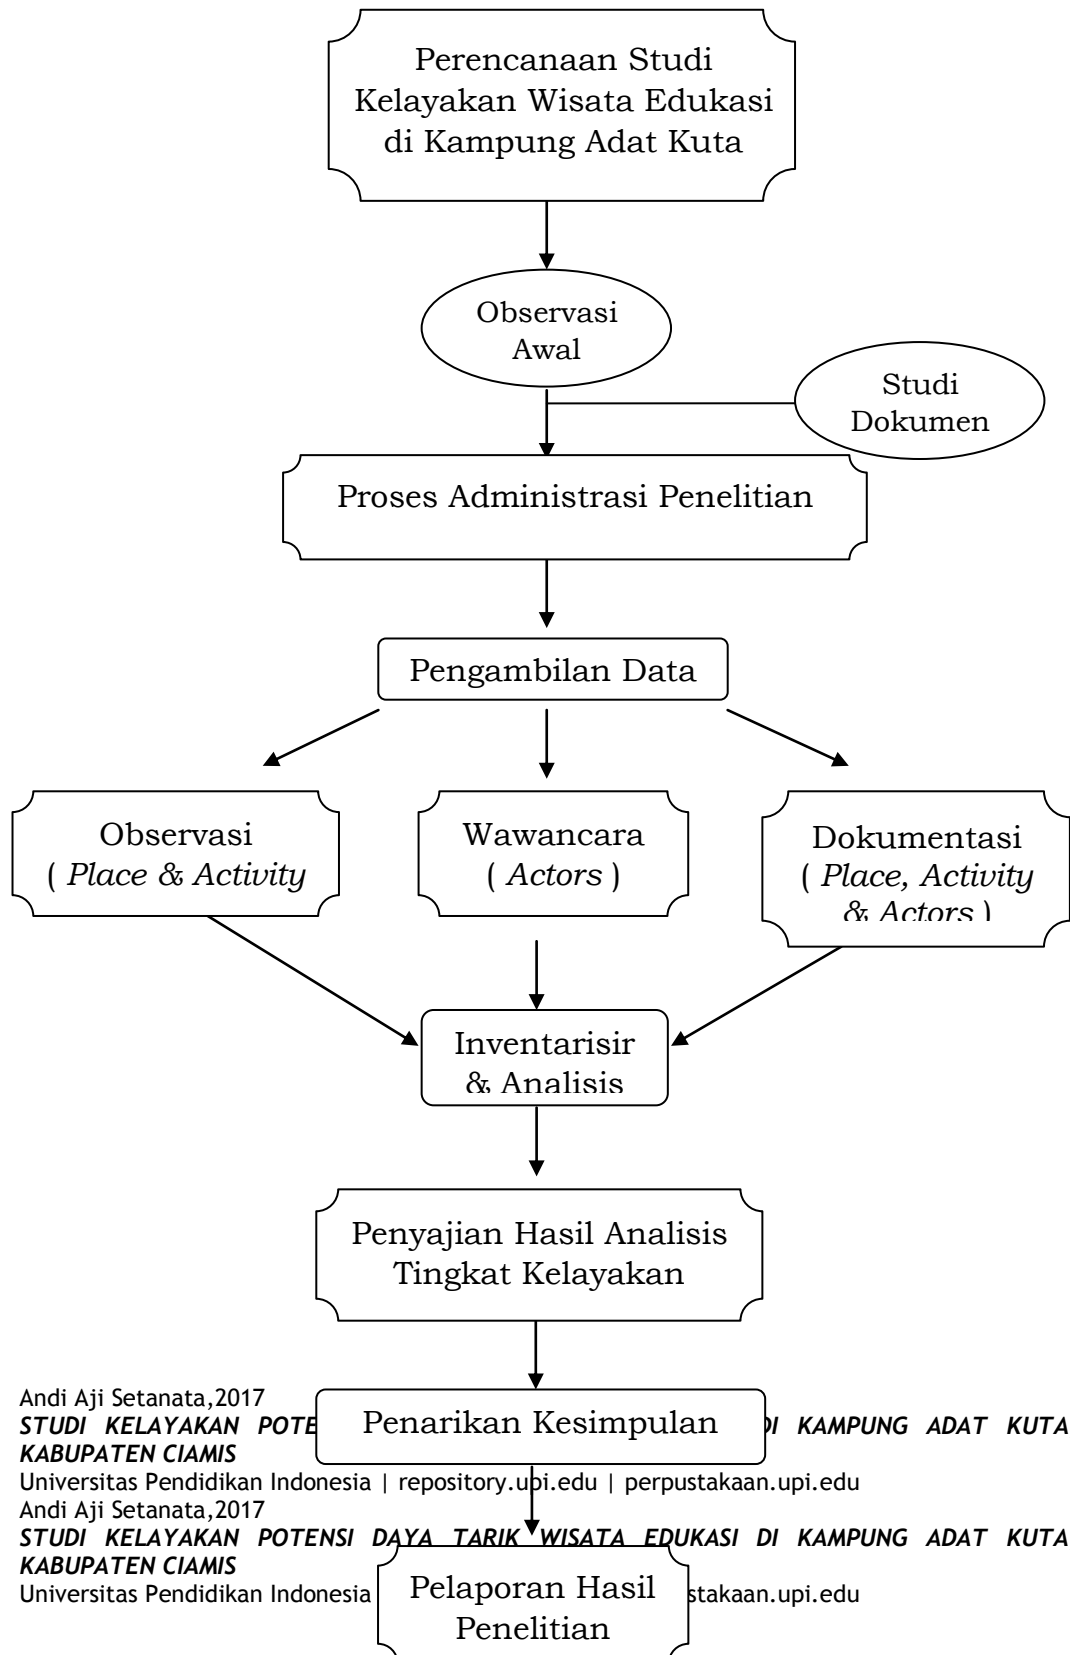 Perencanaan Studi
Kelayakan Wisata Edukasi
di Kampung Adat Kuta
Observasi
Awal
Studi
Dokumen
Proses Administrasi Penelitian
Pengambilan Data
Observasi
( Place & Activity
Wawancara
( Actors )
Dokumentasi
( Place, Activity
& Actors )
Inventarisir
& Analisis
Penyajian Hasil Analisis
Tingkat Kelayakan
Penarikan Kesimpulan
Andi Aji Setanata,2017
STUDI KELAYAKAN POTE DI KAMPUNG ADAT KUTA
KABUPATEN CIAMIS
Universitas Pendidikan Indonesia | repository.upi.edu | perpustakaan.upi.edu
Andi Aji Setanata,2017
STUDI KELAYAKAN POTENSI DAYA TARIK WISATA EDUKASI DI KAMPUNG ADAT KUTA
KABUPATEN CIAMIS
Universitas Pendidikan Indonesia stakaan.upi.edu
Pelaporan Hasil
Penelitian